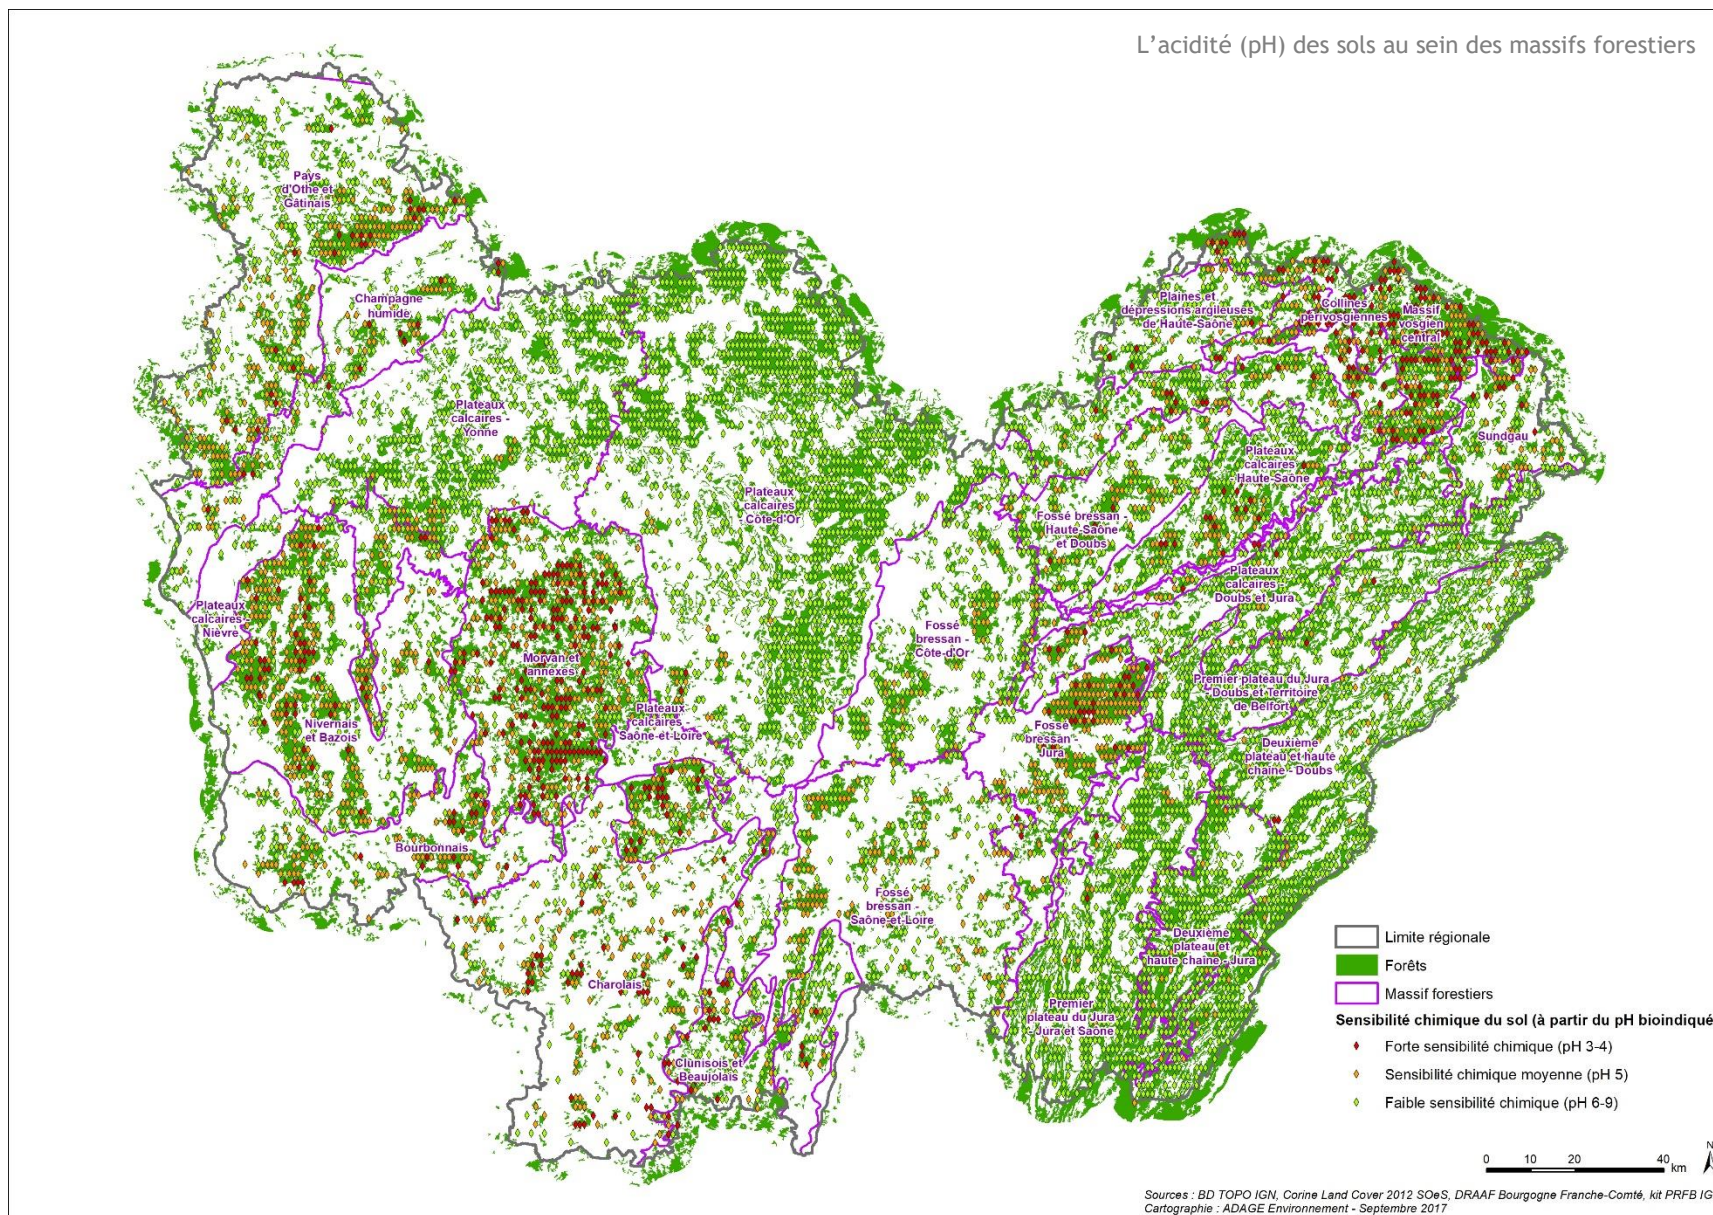 L'acidité (pH) des sols au sein des massifs forestiers
Pays
d'Othe et
Gâtinais
Champagne
humide
Plaines et
dépressions argileuses
de Haute-Saône
Collines
périvosgiennes
Massif
vosgien
central
Plateaux
calcaires -
Yonne
Sundgau
Plateaux
calcaires
Haute-Saône
Plateaux
calcaires
- Côte-d'Or
Fossé bressan -
Haute-Saône
et Doubs
Plateaux
calcaires -
Doubs et Jura
Plateaux
calcaires -
Nièvre
Fossé
bressan -
Côte-d'Or
Morvan et
annexes
Premier plateau du Jura
- Doubs et Territoire
de Belfort
Plateaux
calcaires -
Saône-et-Loire
Nivernais
et Bazois
Fossé
bressan -
Jura
Deuxième
plateau et haute
chaine - Doubs
Bourbonnais
Fossé
bressan -
Saône-et-Loire
Deuxième
plateau et
haute chaine - Jura
Charolais
Premier
plateau du Jura
- Jura et Saône
Clunisois et
Beaujolais
Limite régionale
Forêts
Massif forestiers
Sensibilité chimique du sol (à partir du pH bioindiqué
Forte sensibilité chimique (pH 3-4)
Sensibilité chimique moyenne (pH 5)
Faible sensibilité chimique (pH 6-9)
N
0 10 20 40
km
Sources : BD TOPO IGN, Corine Land Cover 2012 SOeS, DRAAF Bourgogne Franche-Comté, kit PRFB IG
Cartographie : ADAGE Environnement - Septembre 2017